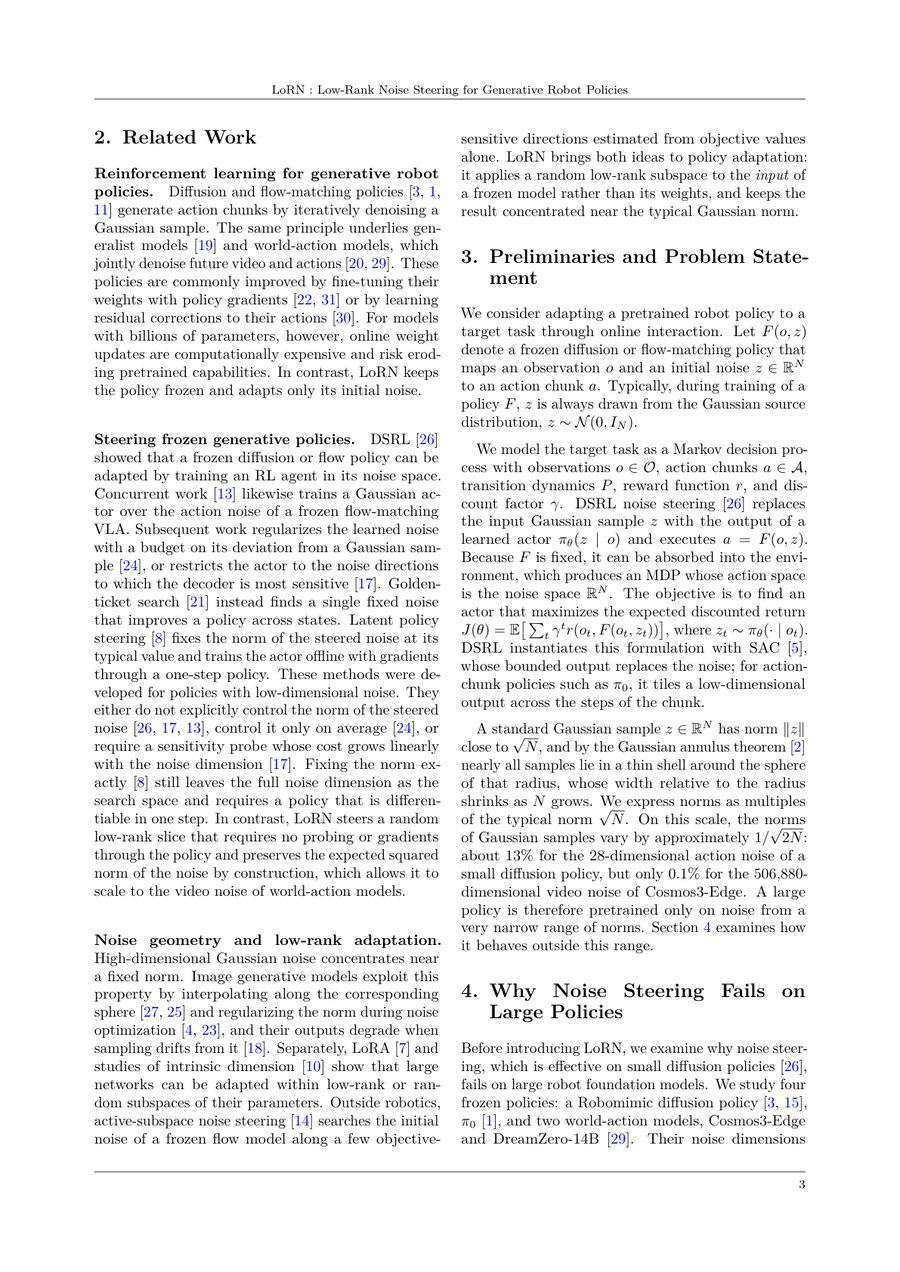 LoRN : Low-Rank Noise Steering for Generative Robot Policies
2. Related Work
Reinforcement learning for generative robot
policies. Diffusion and flow-matching policies [3, 1,
11] generate action chunks by iteratively denoising a
Gaussian sample. The same principle underlies gen-
eralist models [19] and world-action models, which
jointly denoise future video and actions [20, 29]. These
policies are commonly improved by fine-tuning their
weights with policy gradients [22, 31] or by learning
residual corrections to their actions [30]. For models
with billions of parameters, however, online weight
updates are computationally expensive and risk erod-
ing pretrained capabilities. In contrast, LoRN keeps
the policy frozen and adapts only its initial noise.
Steering frozen generative policies. DSRL [26]
showed that a frozen diffusion or flow policy can be
adapted by training an RL agent in its noise space.
Concurrent work [13] likewise trains a Gaussian ac-
tor over the action noise of a frozen flow-matching
VLA. Subsequent work regularizes the learned noise
with a budget on its deviation from a Gaussian sam-
ple [24], or restricts the actor to the noise directions
to which the decoder is most sensitive [17]. Golden-
ticket search [21] instead finds a single fixed noise
that improves a policy across states. Latent policy
steering [8] fixes the norm of the steered noise at its
typical value and trains the actor offline with gradients
through a one-step policy. These methods were de-
veloped for policies with low-dimensional noise. They
either do not explicitly control the norm of the steered
noise [26, 17, 13], control it only on average [24], or
require a sensitivity probe whose cost grows linearly
with the noise dimension [17]. Fixing the norm ex-
actly [8] still leaves the full noise dimension as the
search space and requires a policy that is differen-
tiable in one step. In contrast, LoRN steers a random
low-rank slice that requires no probing or gradients
through the policy and preserves the expected squared
norm of the noise by construction, which allows it to
scale to the video noise of world-action models.
Noise geometry and low-rank adaptation.
High-dimensional Gaussian noise concentrates near
a fixed norm. Image generative models exploit this
property by interpolating along the corresponding
sphere [27, 25] and regularizing the norm during noise
optimization [4, 23], and their outputs degrade when
sampling drifts from it [18]. Separately, LoRA [7] and
studies of intrinsic dimension [10] show that large
networks can be adapted within low-rank or ran-
dom subspaces of their parameters. Outside robotics,
active-subspace noise steering [14] searches the initial
noise of a frozen flow model along a few objective-
sensitive directions estimated from objective values
alone. LoRN brings both ideas to policy adaptation:
it applies a random low-rank subspace to the input of
a frozen model rather than its weights, and keeps the
result concentrated near the typical Gaussian norm.
3. Preliminaries and Problem State-
ment
We consider adapting a pretrained robot policy to a
target task through online interaction. Let F(o, z)
denote a frozen diffusion or flow-matching policy that
maps an observation o and an initial noise z ∈ ℝᴺ
to an action chunk a. Typically, during training of a
policy F, z is always drawn from the Gaussian source
distribution, z ∼ 𝒩(0, I_N).
We model the target task as a Markov decision pro-
cess with observations o ∈ 𝒪, action chunks a ∈ 𝒜,
transition dynamics P, reward function r, and dis-
count factor γ. DSRL noise steering [26] replaces
the input Gaussian sample z with the output of a
learned actor π_θ(z | o) and executes a = F(o, z).
Because F is fixed, it can be absorbed into the envi-
ronment, which produces an MDP whose action space
is the noise space ℝᴺ. The objective is to find an
actor that maximizes the expected discounted return
J(θ) = 𝔼[∑_t γᵗr(o_t, F(o_t, z_t))], where z_t ∼ π_θ(· | o_t).
DSRL instantiates this formulation with SAC [5],
whose bounded output replaces the noise; for action-
chunk policies such as π₀, it tiles a low-dimensional
output across the steps of the chunk.
A standard Gaussian sample z ∈ ℝᴺ has norm ‖z‖
close to √N, and by the Gaussian annulus theorem [2]
nearly all samples lie in a thin shell around the sphere
of that radius, whose width relative to the radius
shrinks as N grows. We express norms as multiples
of the typical norm √N. On this scale, the norms
of Gaussian samples vary by approximately 1/√2N:
about 13% for the 28-dimensional action noise of a
small diffusion policy, but only 0.1% for the 506,880-
dimensional video noise of Cosmos3-Edge. A large
policy is therefore pretrained only on noise from a
very narrow range of norms. Section 4 examines how
it behaves outside this range.
4. Why Noise Steering Fails on
Large Policies
Before introducing LoRN, we examine why noise steer-
ing, which is effective on small diffusion policies [26],
fails on large robot foundation models. We study four
frozen policies: a Robomimic diffusion policy [3, 15],
π₀ [1], and two world-action models, Cosmos3-Edge
and DreamZero-14B [29]. Their noise dimensions
3